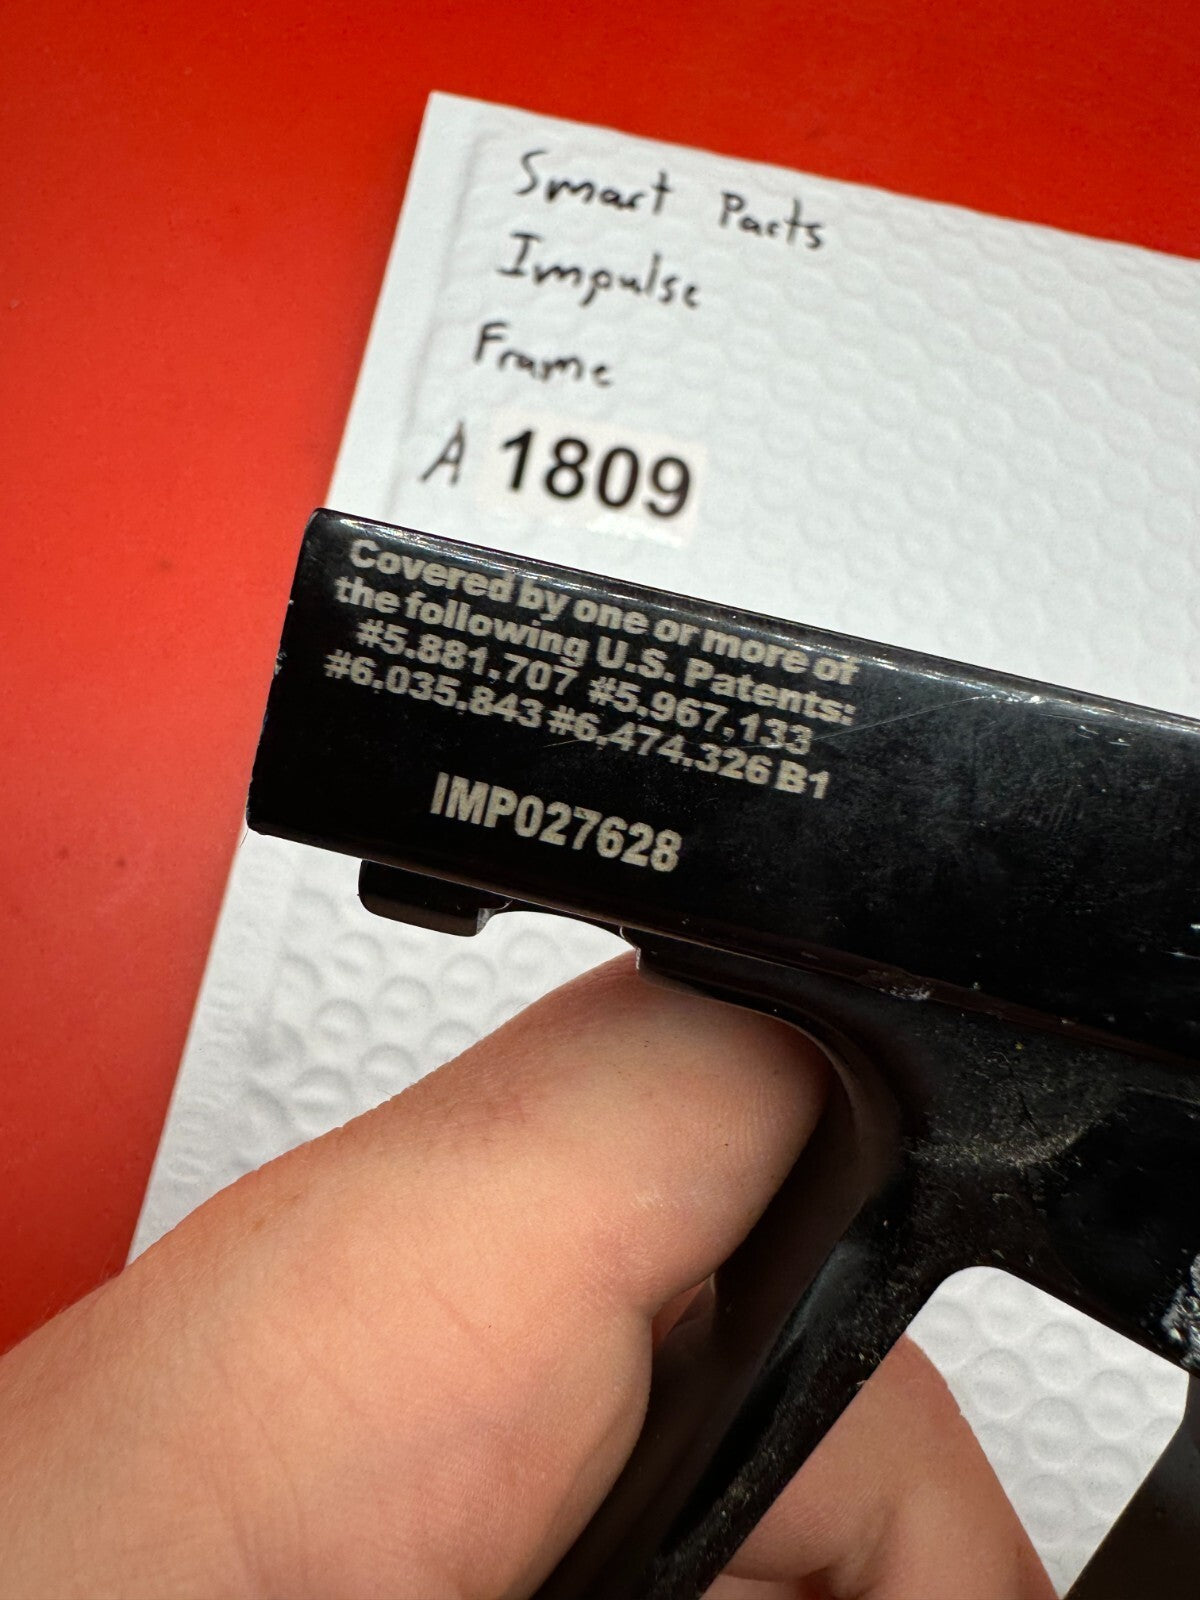 Smart Parts
Impulse
Frame
A 1809
Covered by one or more of
the following U.S. Patents:
#5.881.707 #5.967.133
#6.035.843 #6.474.326 B1
IMP027628